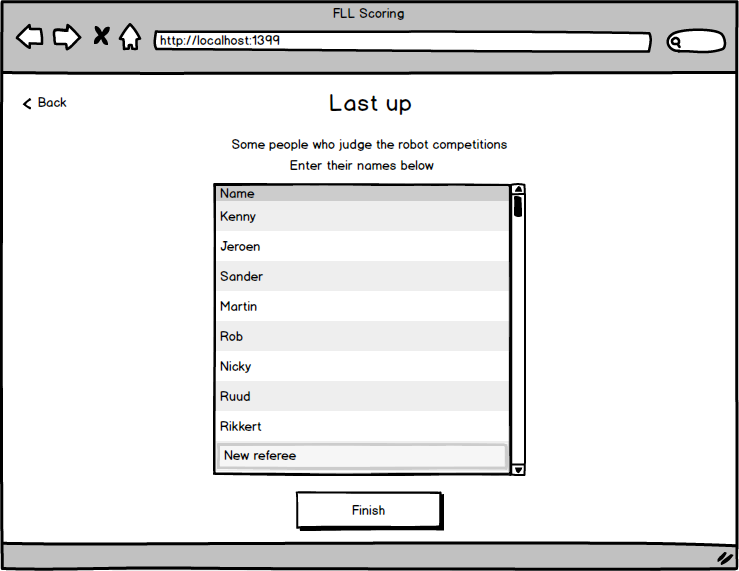 FLL Scoring
http://localhost:1399
Back
Last up
Some people who judge the robot competitions
Enter their names below
Name
Kenny
Jeroen
Sander
Martin
Rob
Nicky
Ruud
Rikkert
New referee
Finish